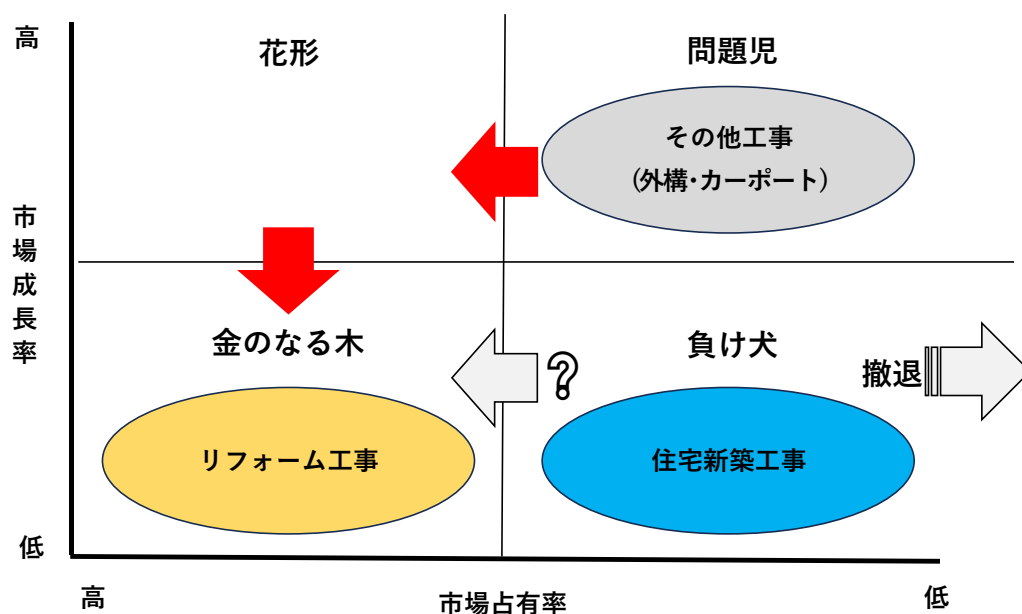 高
花形
問題児
その他工事
(外構・カーポート)
市場成長率
金のなる木
?
負け犬
撤退
リフォーム工事
住宅新築工事
低
高
市場占有率
低